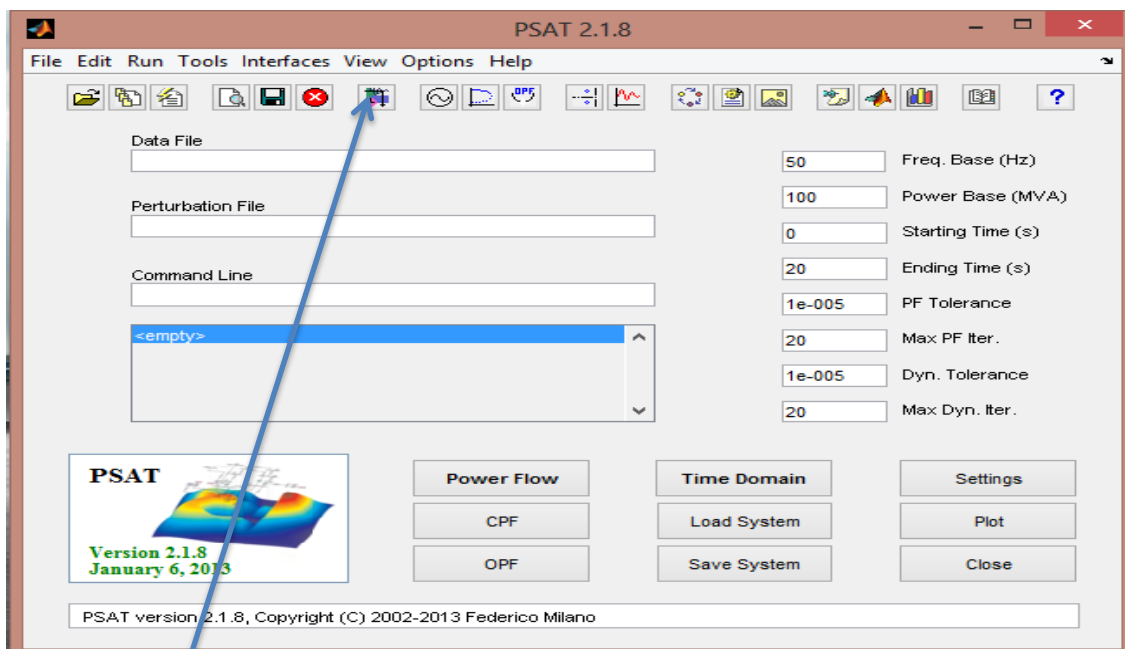 PSAT 2.1.8
File Edit Run Tools Interfaces View Options Help
OPF
?
Data File
50 Freq. Base (Hz)
100 Power Base (MVA)
Perturbation File
0 Starting Time (s)
Command Line
20 Ending Time (s)
1e-005 PF Tolerance
<empty>
20 Max PF Iter.
1e-005 Dyn. Tolerance
20 Max Dyn. Iter.
PSAT
Version 2.1.8
January 6, 2013
Power Flow Time Domain Settings
CPF Load System Plot
OPF Save System Close
PSAT version 2.1.8, Copyright (C) 2002-2013 Federico Milano